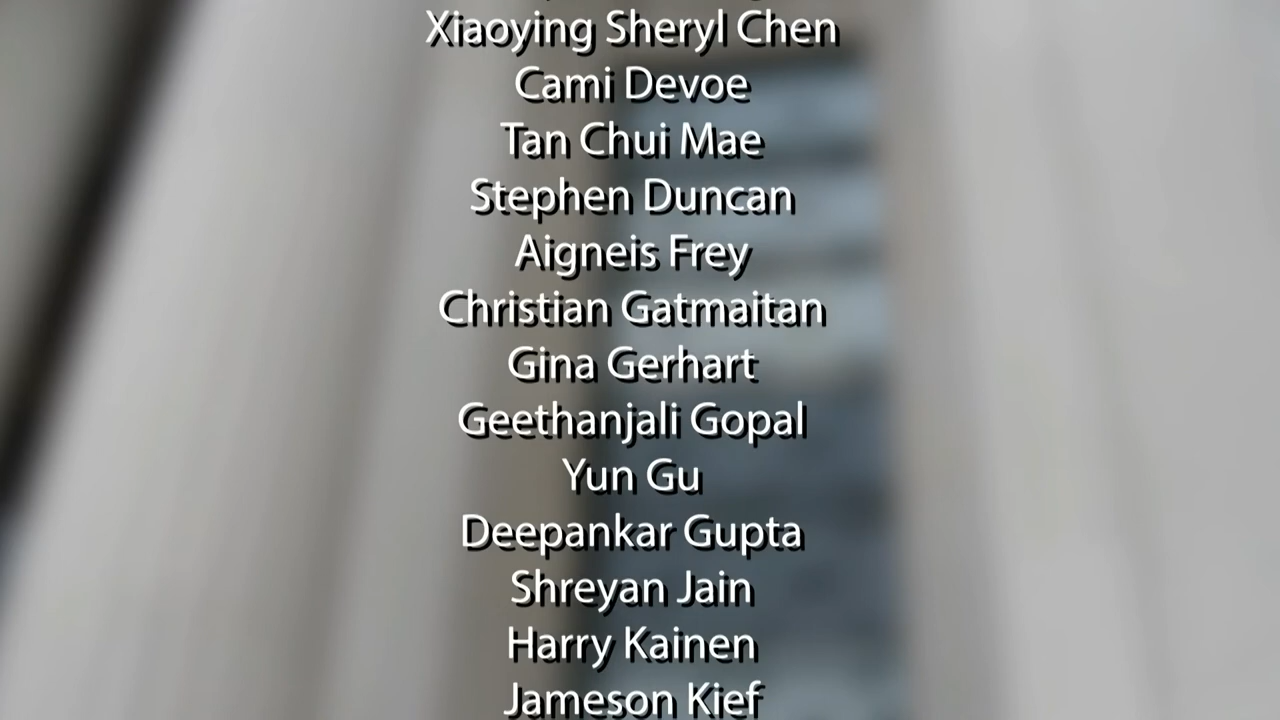 Xiaoying Sheryl Chen
Cami Devoe
Tan Chui Mae
Stephen Duncan
Aigneis Frey
Christian Gatmaitan
Gina Gerhart
Geethanjali Gopal
Yun Gu
Deepankar Gupta
Shreyan Jain
Harry Kainen
Jameson Kief